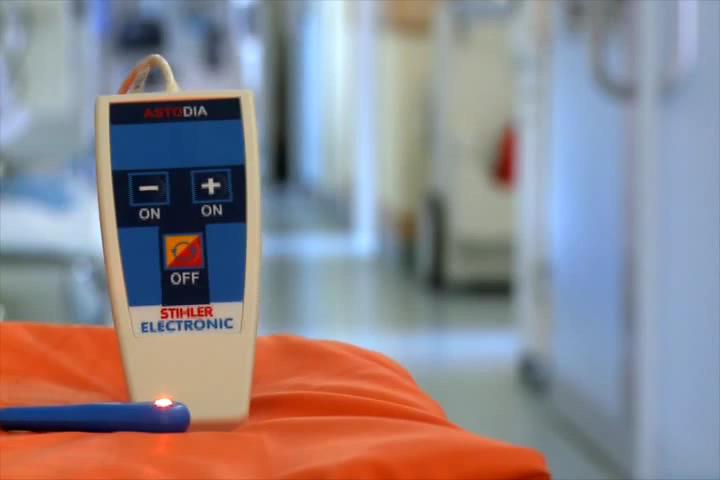 ASTODIA
− +
ON ON
OFF
STIHLER
ELECTRONIC